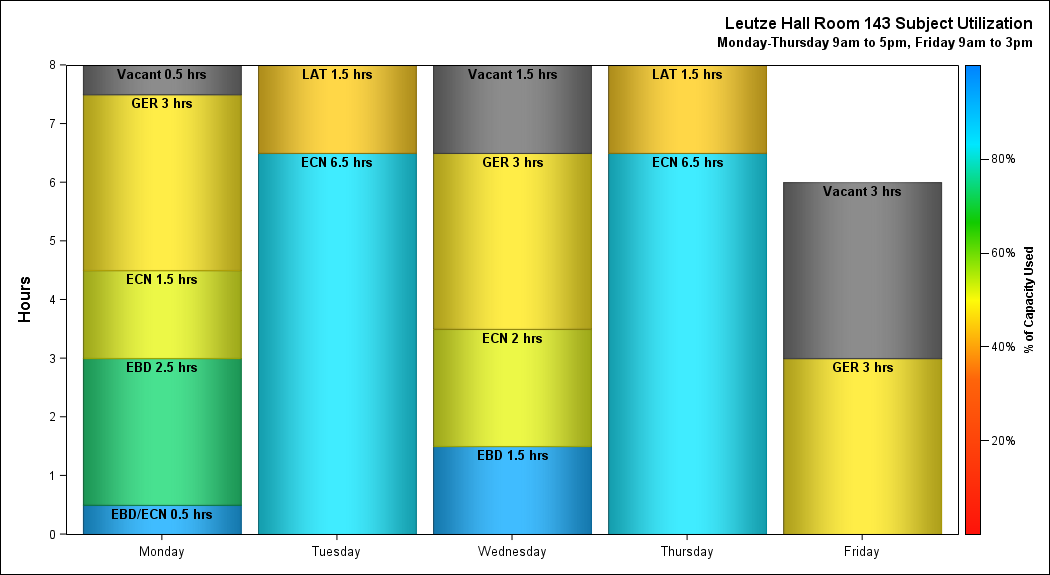 Leutze Hall Room 143 Subject Utilization
Monday-Thursday 9am to 5pm, Friday 9am to 3pm
Hours
8
7
6
5
4
3
2
1
0
Vacant 0.5 hrs
GER 3 hrs
ECN 1.5 hrs
EBD 2.5 hrs
EBD/ECN 0.5 hrs
LAT 1.5 hrs
ECN 6.5 hrs
Vacant 1.5 hrs
GER 3 hrs
ECN 2 hrs
EBD 1.5 hrs
LAT 1.5 hrs
ECN 6.5 hrs
Vacant 3 hrs
GER 3 hrs
Monday
Tuesday
Wednesday
Thursday
Friday
80%
60%
40%
20%
% of Capacity Used